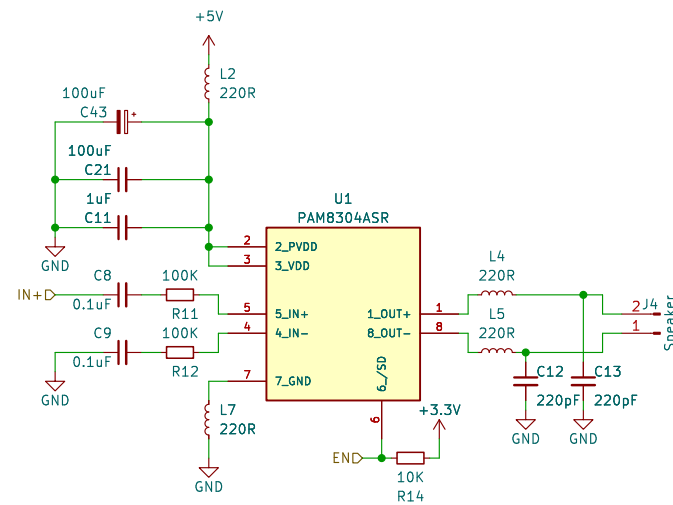 +5V
L2
220R
100uF
C43
100uF
C21
1uF
C11
GND
U1
PAM8304ASR
2
2_PVDD
3
3_VDD
IN+
C8
0.1uF
100K
R11
5
5_IN+
C9
0.1uF
100K
R12
4
4_IN-
GND
7
7_GND
L7
220R
GND
1_OUT+
1
8_OUT-
8
6_/SD
6
L4
220R
L5
220R
2
J4
1
Speaker
C12
220pF
C13
220pF
GND
GND
+3.3V
EN
10K
R14